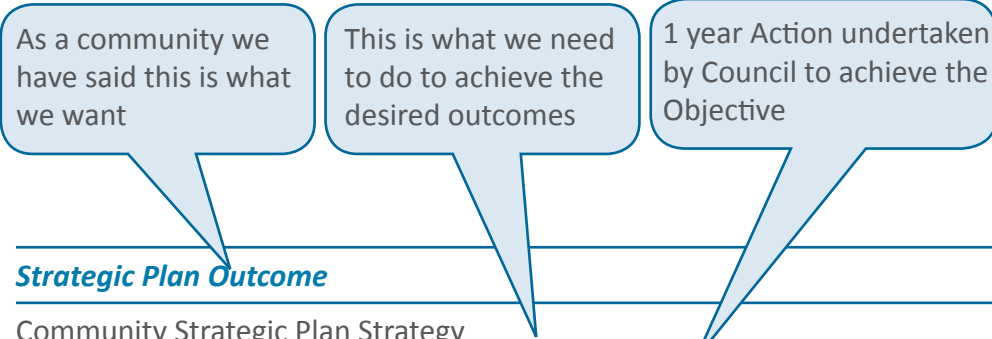 As a community we
have said this is what
we want
This is what we need
to do to achieve the
desired outcomes
1 year Action undertaken
by Council to achieve the
Objective
Strategic Plan Outcome
Community Strategic Plan Strategy